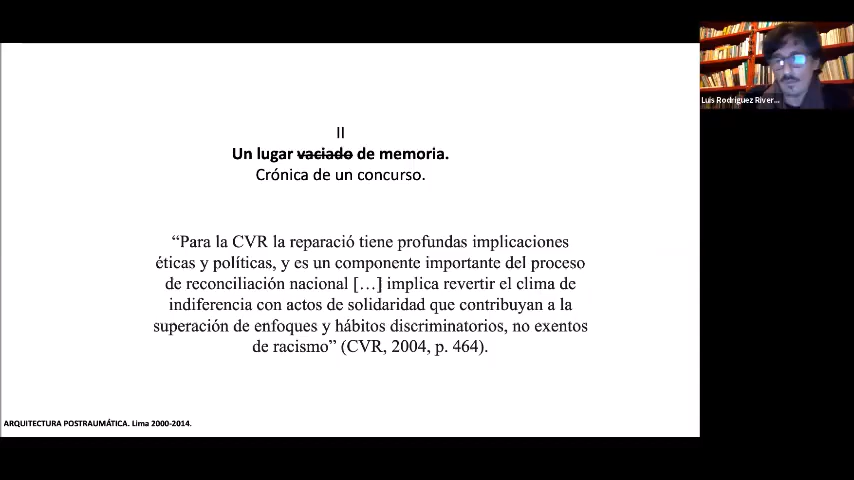 Luis Rodriguez River...
II
Un lugar vaciado de memoria.
Crónica de un concurso.
“Para la CVR la reparació tiene profundas implicaciones
éticas y políticas, y es un componente importante del proceso
de reconciliación nacional […] implica revertir el clima de
indiferencia con actos de solidaridad que contribuyan a la
superación de enfoques y hábitos discriminatorios, no exentos
de racismo” (CVR, 2004, p. 464).
ARQUITECTURA POSTRAUMÁTICA. Lima 2000-2014.